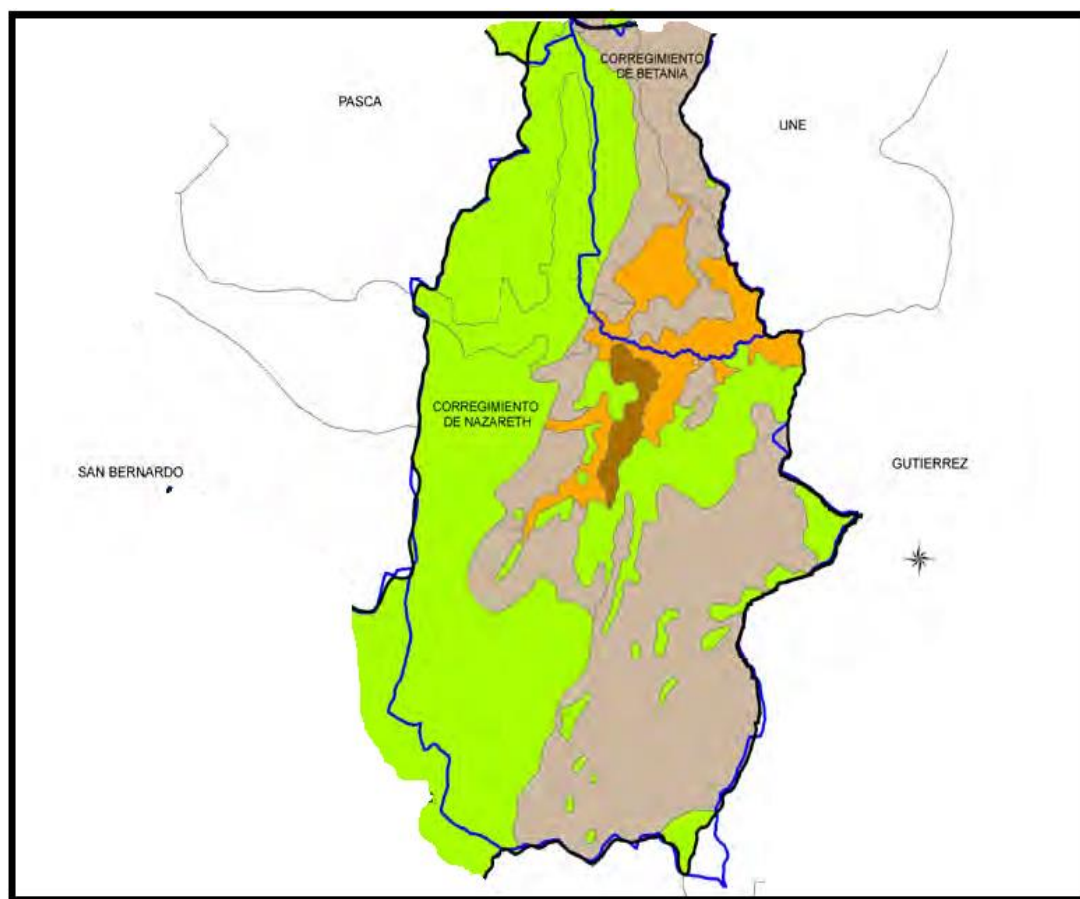 CORREGIMIENTO
DE BETANIA
PASCA
UNE
CORREGIMIENTO
DE NAZARETH
SAN BERNARDO
GUTIERREZ